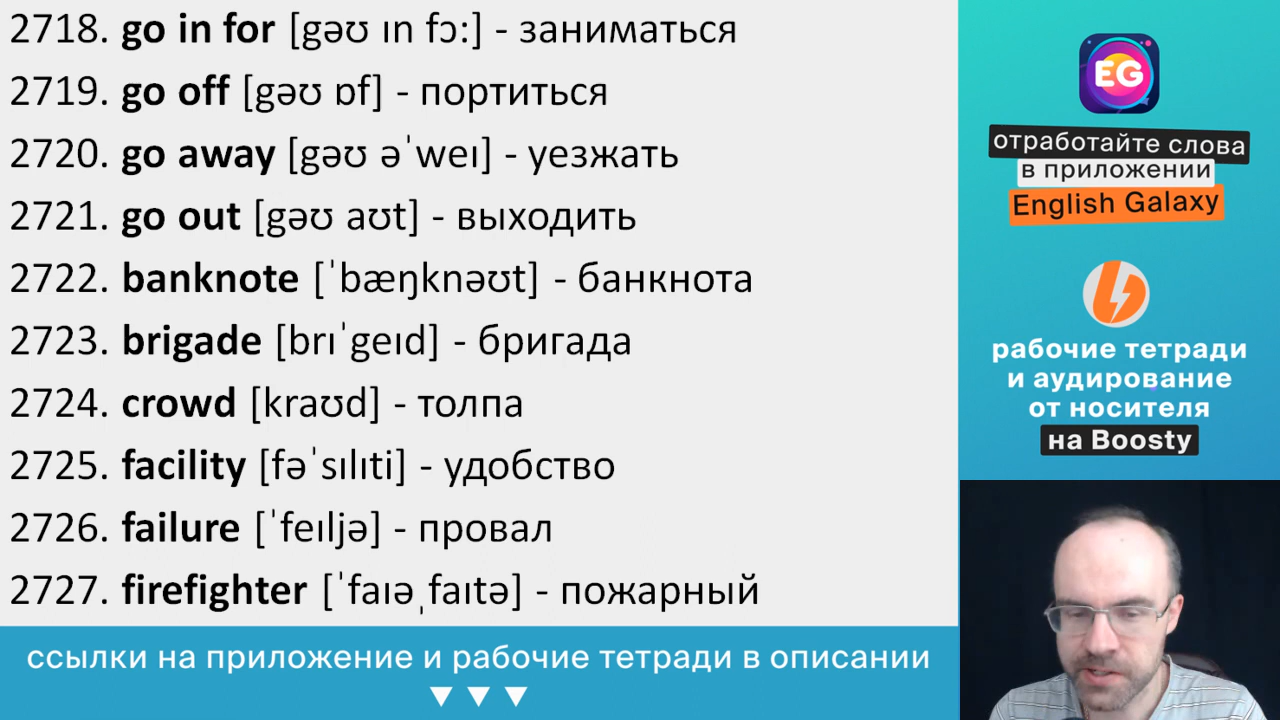 2718. go in for [gəʊ ɪn fɔ:] - заниматься
2719. go off [gəʊ ɒf] - портиться
2720. go away [gəʊ əˈweɪ] - уезжать
2721. go out [gəʊ aʊt] - выходить
2722. banknote [ˈbæŋknəʊt] - банкнота
2723. brigade [brɪˈgeɪd] - бригада
2724. crowd [kraʊd] - толпа
2725. facility [fəˈsɪlɪti] - удобство
2726. failure [ˈfeɪljə] - провал
2727. firefighter [ˈfaɪəˌfaɪtə] - пожарный
ссылки на приложение и рабочие тетради в описании
EG
отработайте слова
в приложении
English Galaxy
рабочие тетради
и аудирование
от носителя
на Boosty